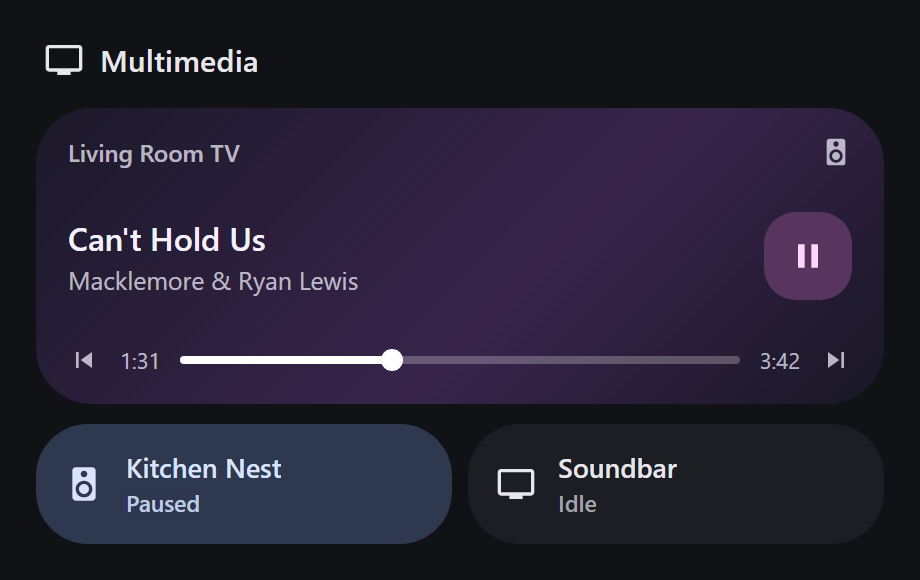 Multimedia
Living Room TV
Can't Hold Us
Macklemore & Ryan Lewis
1:31
3:42
Kitchen Nest
Paused
Soundbar
Idle